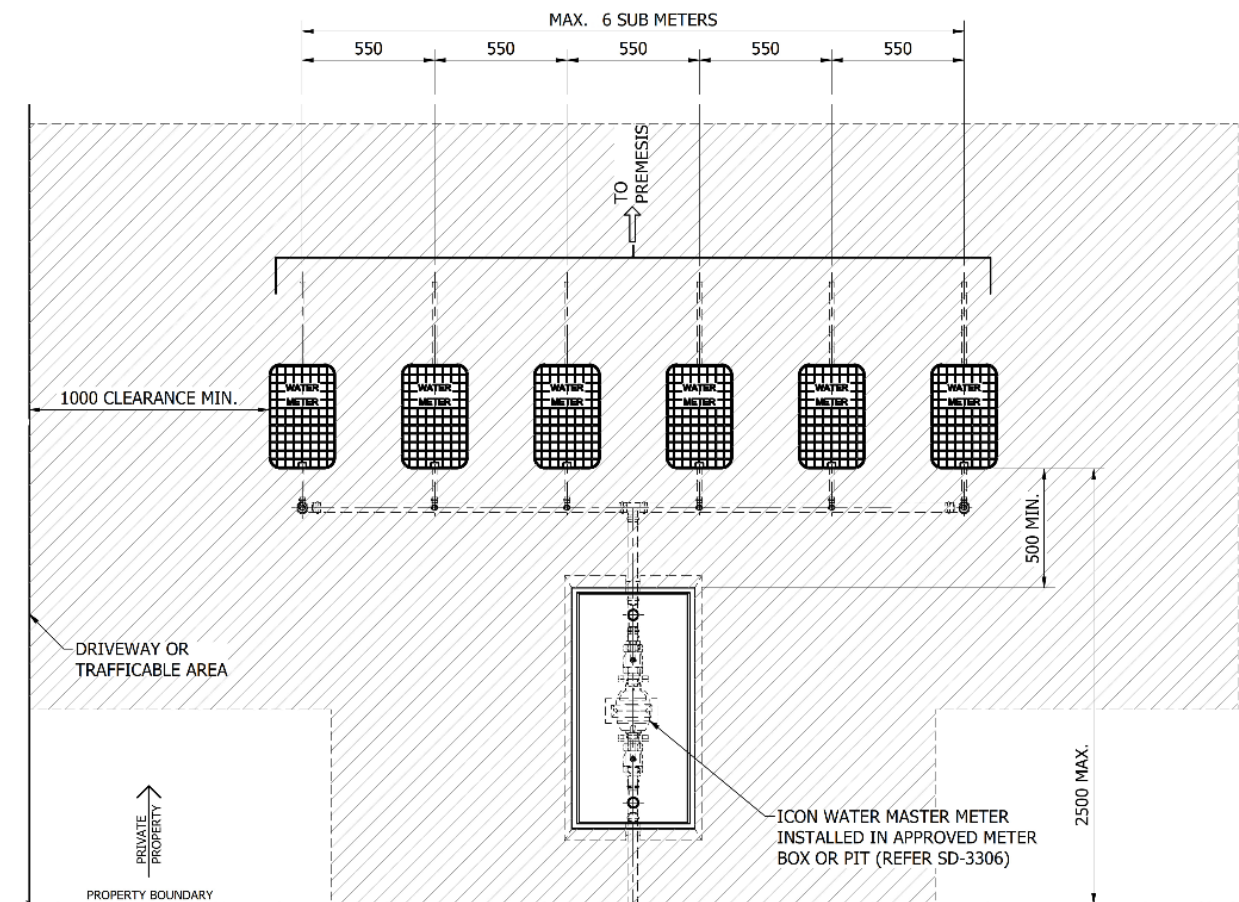 MAX. 6 SUB METERS
550 550 550 550 550
TO
PREMESIS
1000 CLEARANCE MIN.
WATER
METER
WATER
METER
WATER
METER
WATER
METER
WATER
METER
WATER
METER
500 MIN.
DRIVEWAY OR
TRAFFICABLE AREA
2500 MAX.
ICON WATER MASTER METER
INSTALLED IN APPROVED METER
BOX OR PIT (REFER SD-3306)
PRIVATE
PROPERTY
PROPERTY BOUNDARY